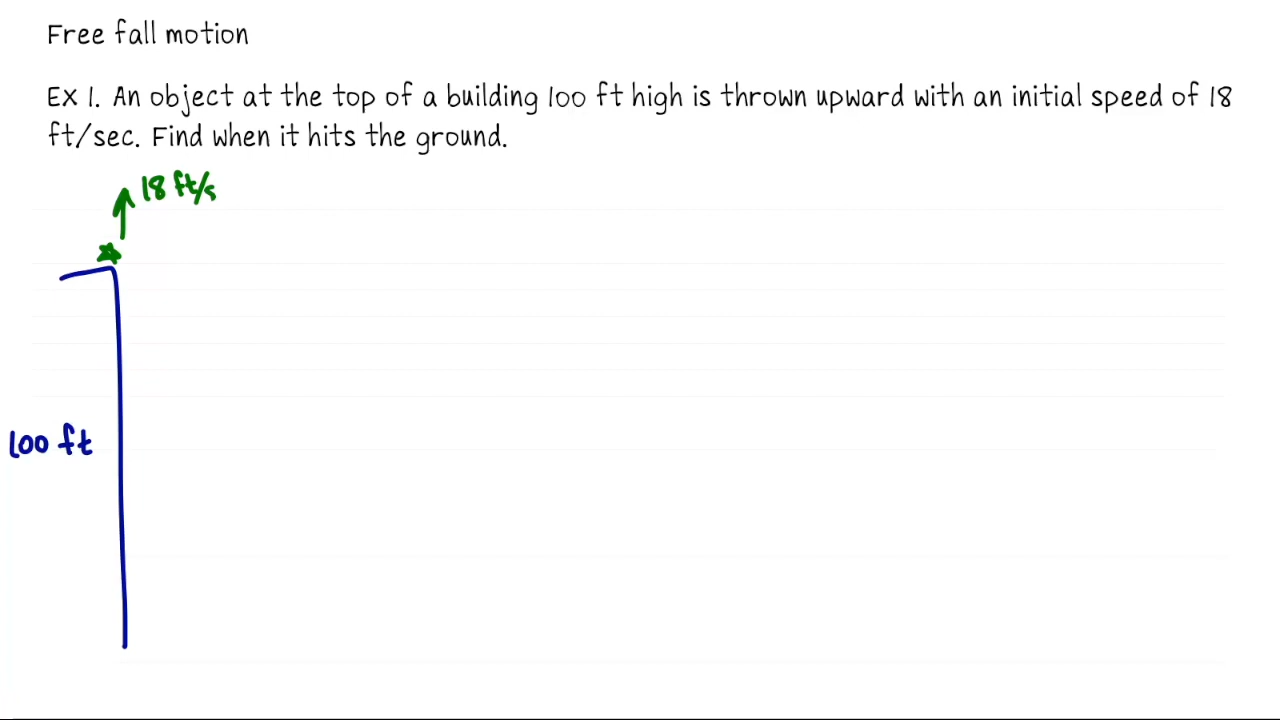 Free fall motion
Ex 1. An object at the top of a building 100 ft high is thrown upward with an initial speed of 18
ft/sec. Find when it hits the ground.
18 ft/s
100 ft